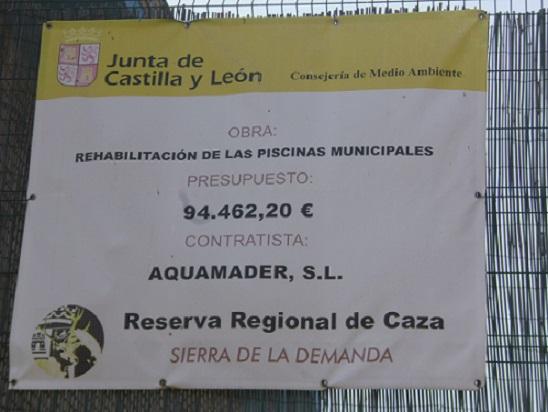 Junta de
Castilla y León
Consejería de Medio Ambiente
OBRA:
REHABILITACIÓN DE LAS PISCINAS MUNICIPALES
PRESUPUESTO:
94.462,20 €
CONTRATISTA:
AQUAMADER, S.L.
Reserva Regional de Caza
SIERRA DE LA DEMANDA